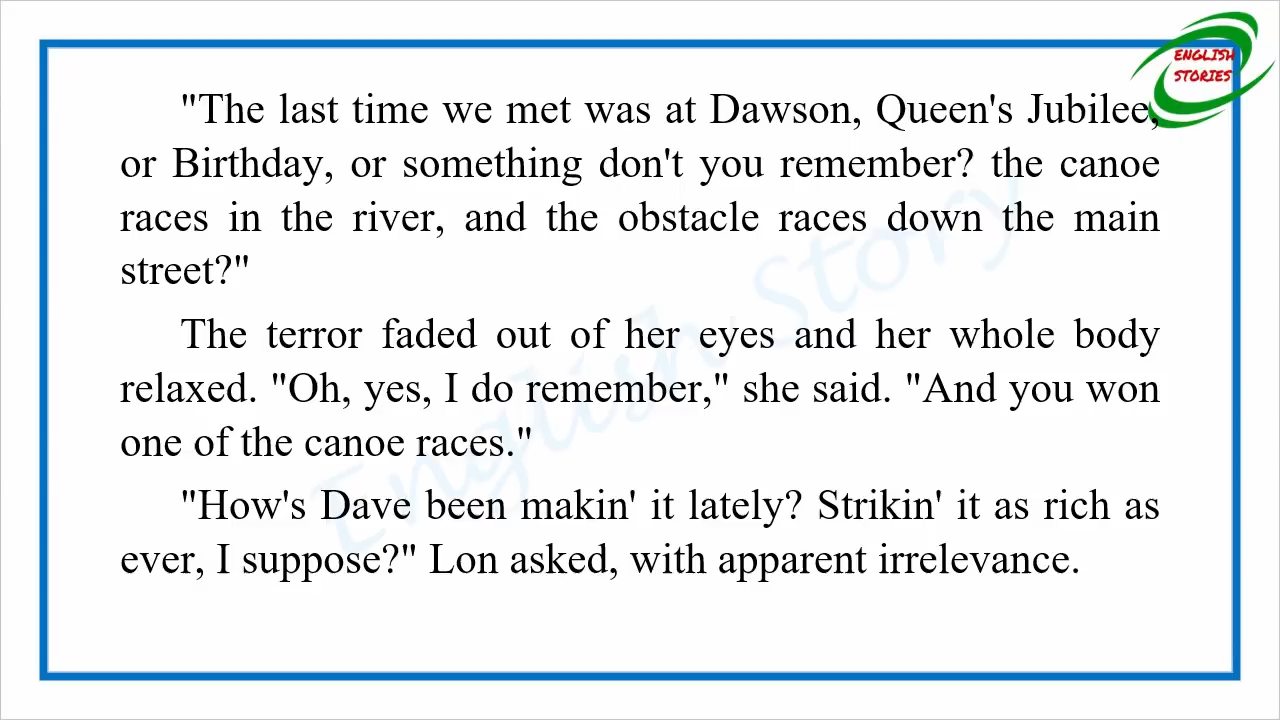 ENGLISH
STORIES
"The last time we met was at Dawson, Queen's Jubilee,
or Birthday, or something don't you remember? the canoe
races in the river, and the obstacle races down the main
street?"
The terror faded out of her eyes and her whole body
relaxed. "Oh, yes, I do remember," she said. "And you won
one of the canoe races."
"How's Dave been makin' it lately? Strikin' it as rich as
ever, I suppose?" Lon asked, with apparent irrelevance.
English Story